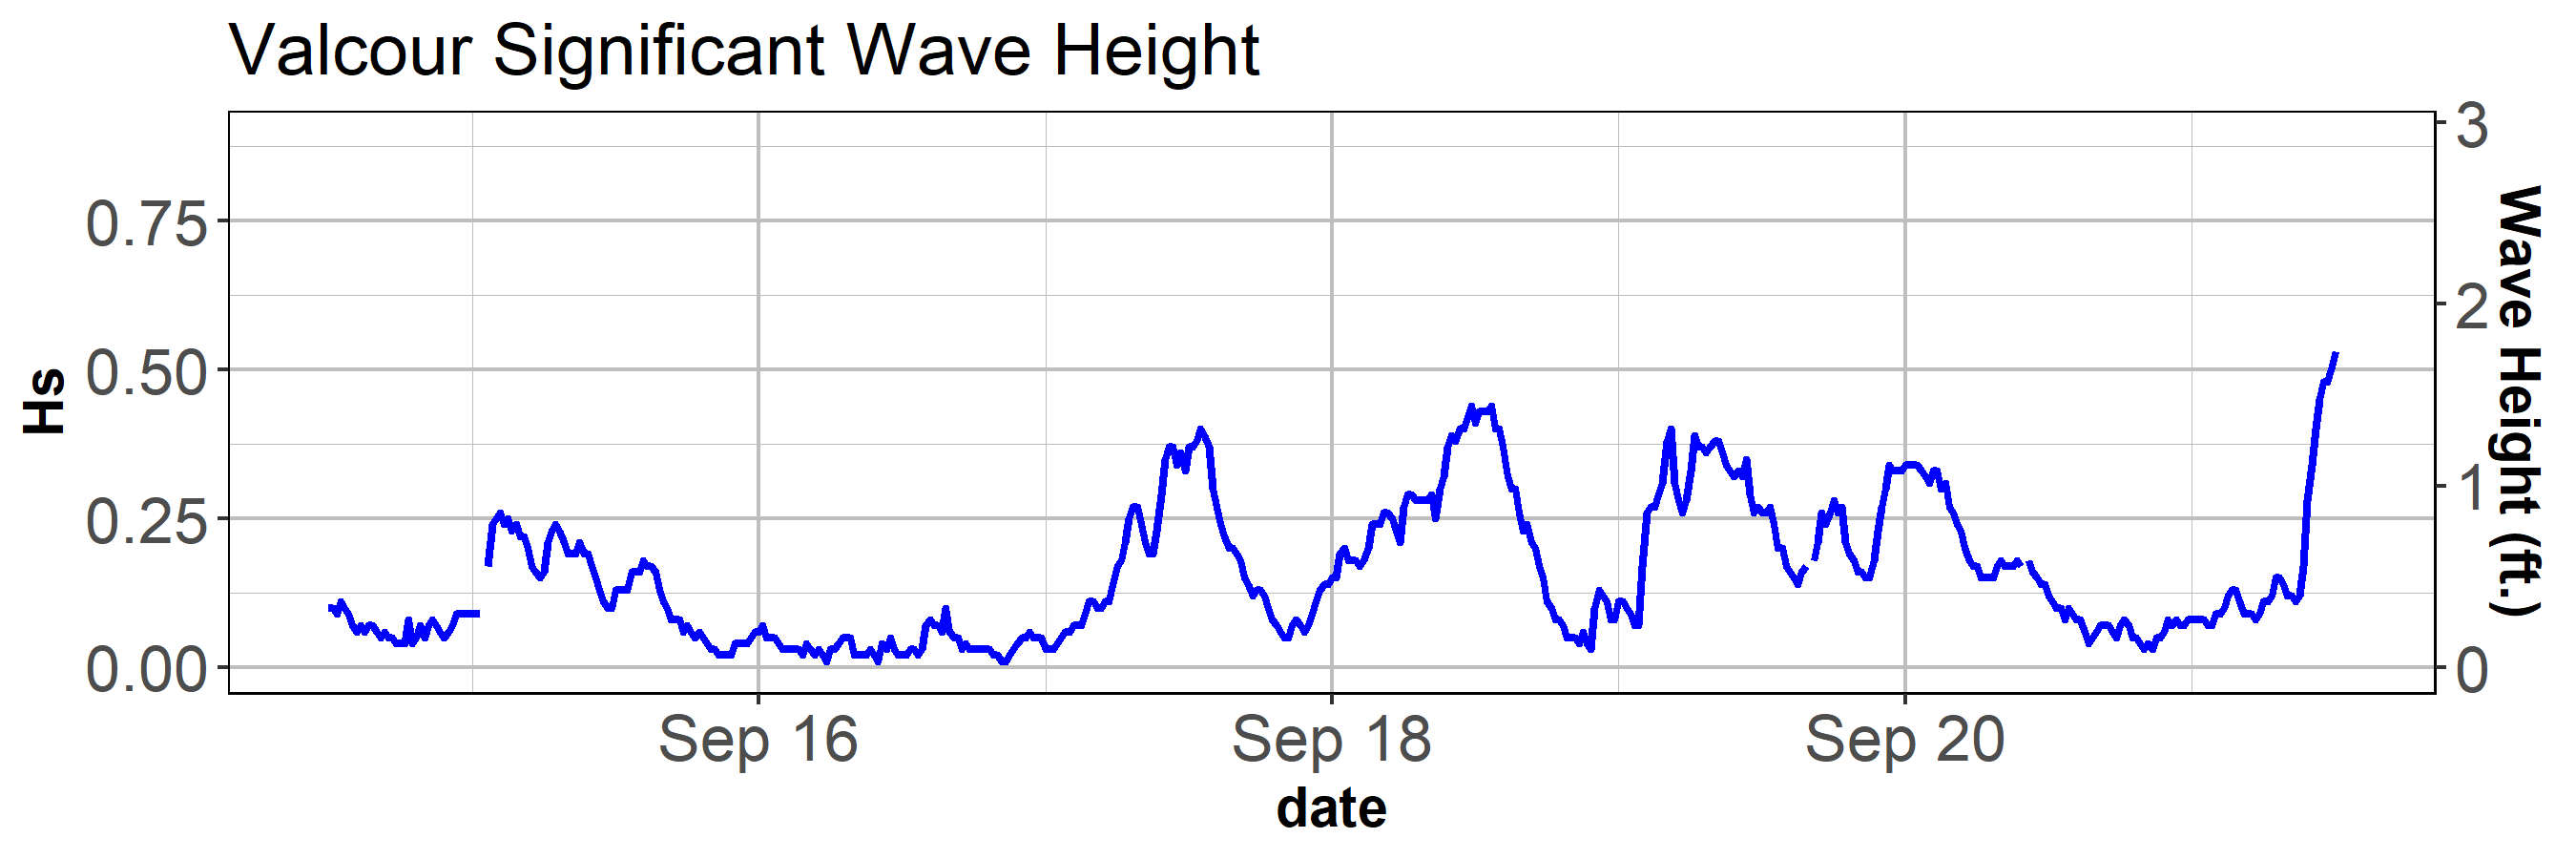 Valcour Significant Wave Height
Hs
0.75
0.50
0.25
0.00
3
2
1
0
Wave Height (ft.)
Sep 16 Sep 18 Sep 20
date